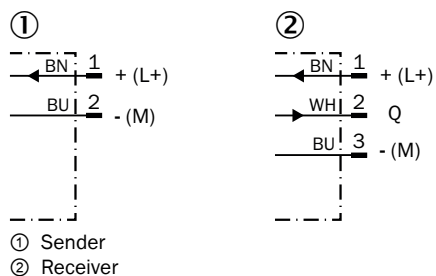 ① ②
BN 1 + (L+)
BU 2 - (M)
BN 1 + (L+)
WH 2 Q
BU 3 - (M)
① Sender
② Receiver